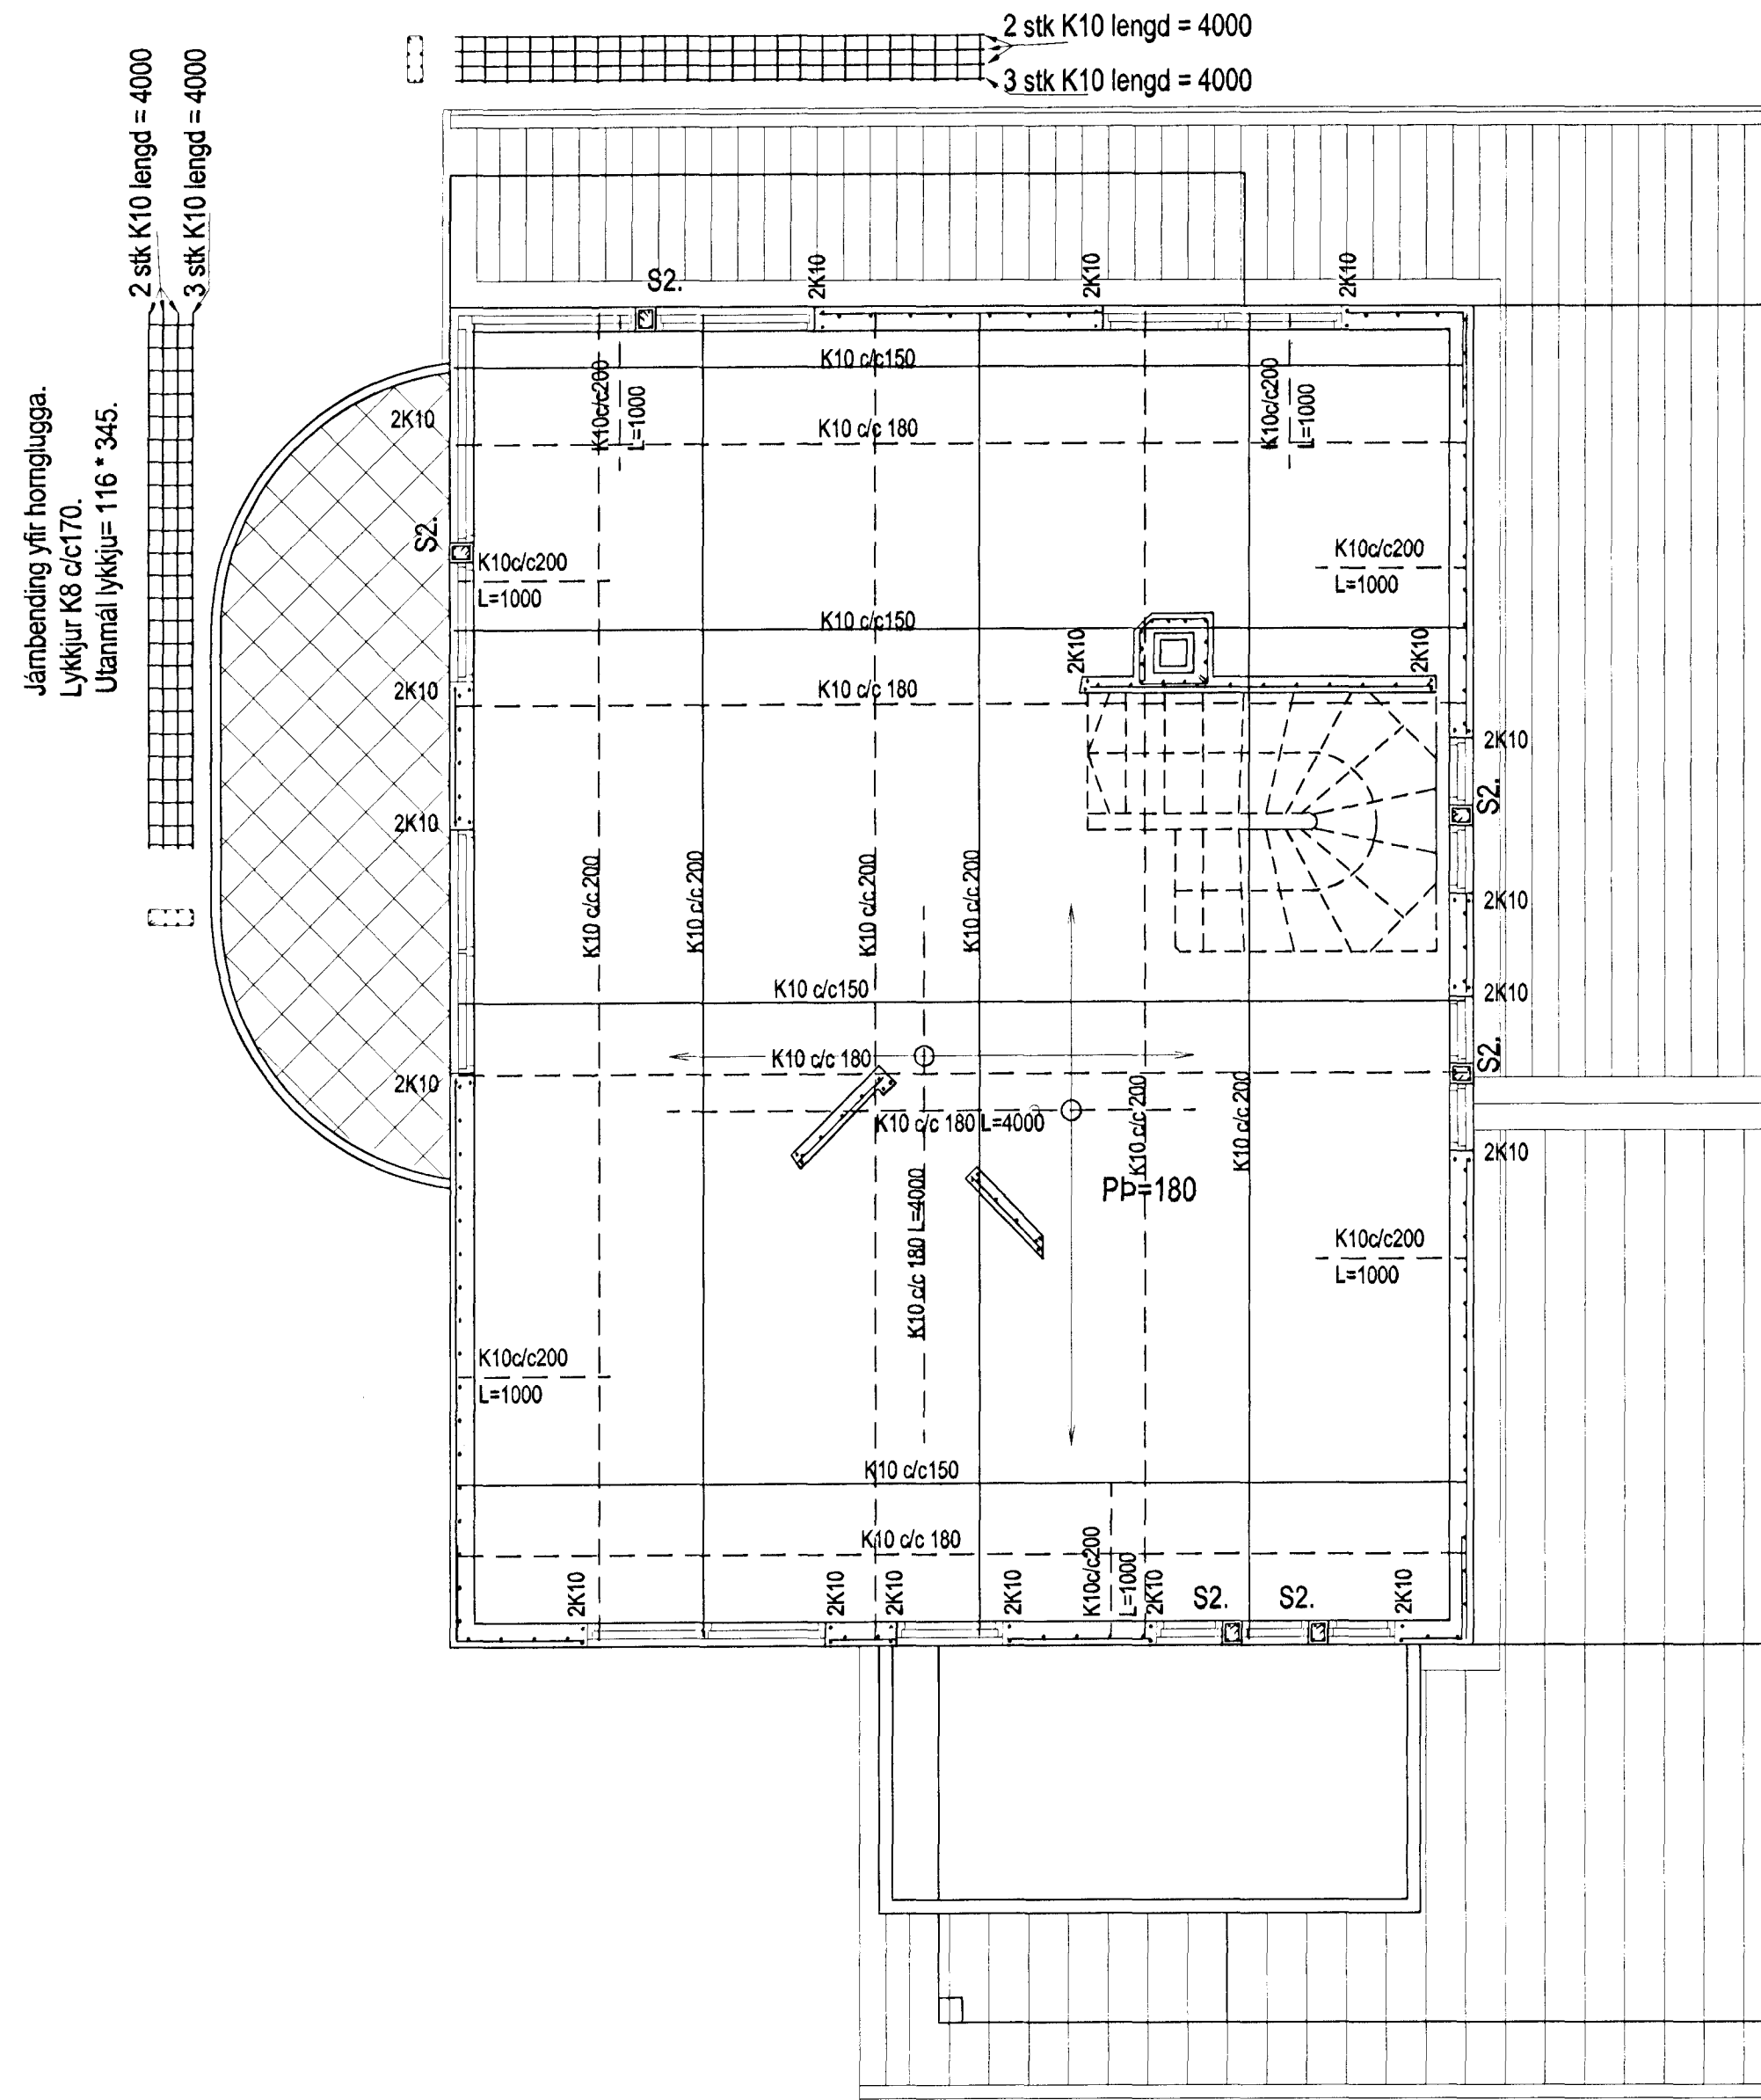 2 stk K10 lengd = 4000
3 stk K10 lengd = 4000
2 stk K10 lengd = 4000
3 stk K10 lengd = 4000
Járnbending yfir hornglugga.
Lykkjur K8 c/c170.
Utanmál lykkju= 116 * 345.
S2.
2K10
2K10
2K10
K10 c/c150
K10c/c200
L=1000
K10c/c200
L=1000
2K10
K10 c/c 180
S2.
K10c/c200
L=1000
K10c/c200
L=1000
K10 c/c150
2K10
2K10
2K10
K10 c/c 180
2K10
S2.
2K10
K10 c/c 200
K10 c/c 200
K10 c/c 200
K10 c/c 200
2K10
2K10
K10 c/c150
K10 c/c 180
S2.
2K10
K10 c/c 180 L=4000
K10 c/c 200
K10 c/c 200
2K10
PÞ=180
K10 c/c 180 L=4000
K10c/c200
L=1000
K10c/c200
L=1000
K10 c/c150
K10 c/c 180
2K10
2K10
2K10
2K10
K10c/c200
L=1000
2K10
S2.
S2.
2K10